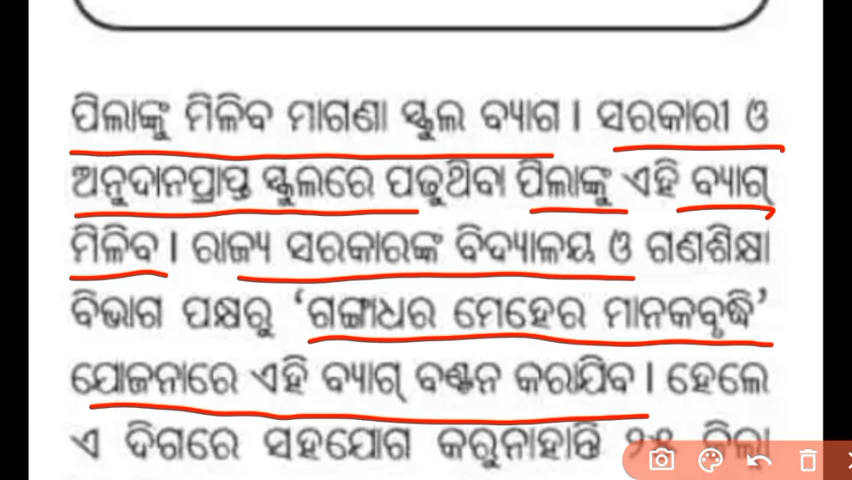 ପିଲାଙ୍କୁ ମିଳିବ ମାଗଣା ସ୍କୁଲ ବ୍ୟାଗ। ସରକାରୀ ଓ
ଅନୁଦାନପ୍ରାପ୍ତ ସ୍କୁଲରେ ପଢୁଥିବା ପିଲାଙ୍କୁ ଏହି ବ୍ୟାଗ୍
ମିଳିବ। ରାଜ୍ୟ ସରକାରଙ୍କ ବିଦ୍ୟାଳୟ ଓ ଗଣଶିକ୍ଷା
ବିଭାଗ ପକ୍ଷରୁ ‘ଗଙ୍ଗାଧର ମେହେର ମାନକବୃଦ୍ଧି’
ଯୋଜନାରେ ଏହି ବ୍ୟାଗ୍ ବଣ୍ଟନ କରାଯିବ। ହେଲେ
ଏ ଦିଗରେ ସହଯୋଗ କରୁନାହାନ୍ତି